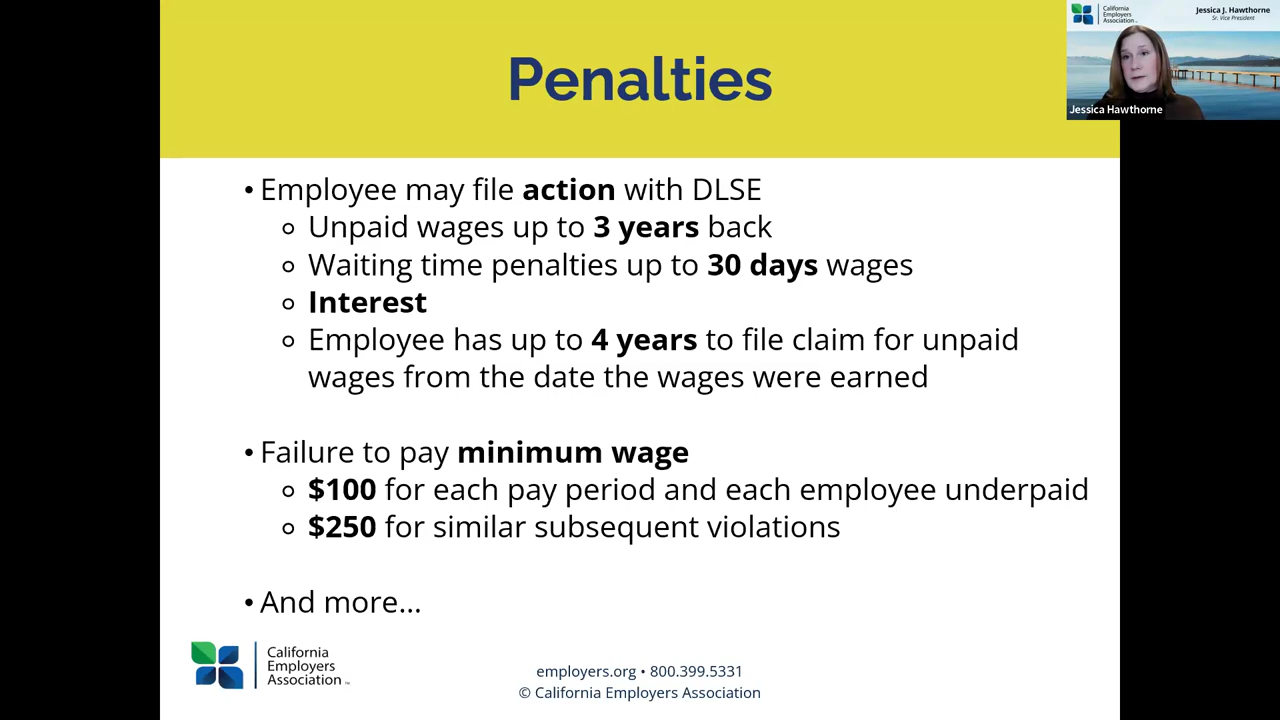 Penalties
California
Employers
Association
Jessica J. Hawthorne
Sr. Vice President
Jessica Hawthorne
• Employee may file action with DLSE
Unpaid wages up to 3 years back
Waiting time penalties up to 30 days wages
Interest
Employee has up to 4 years to file claim for unpaid
wages from the date the wages were earned
• Failure to pay minimum wage
$100 for each pay period and each employee underpaid
$250 for similar subsequent violations
• And more...
California
Employers
Association™
employers.org • 800.399.5331
© California Employers Association